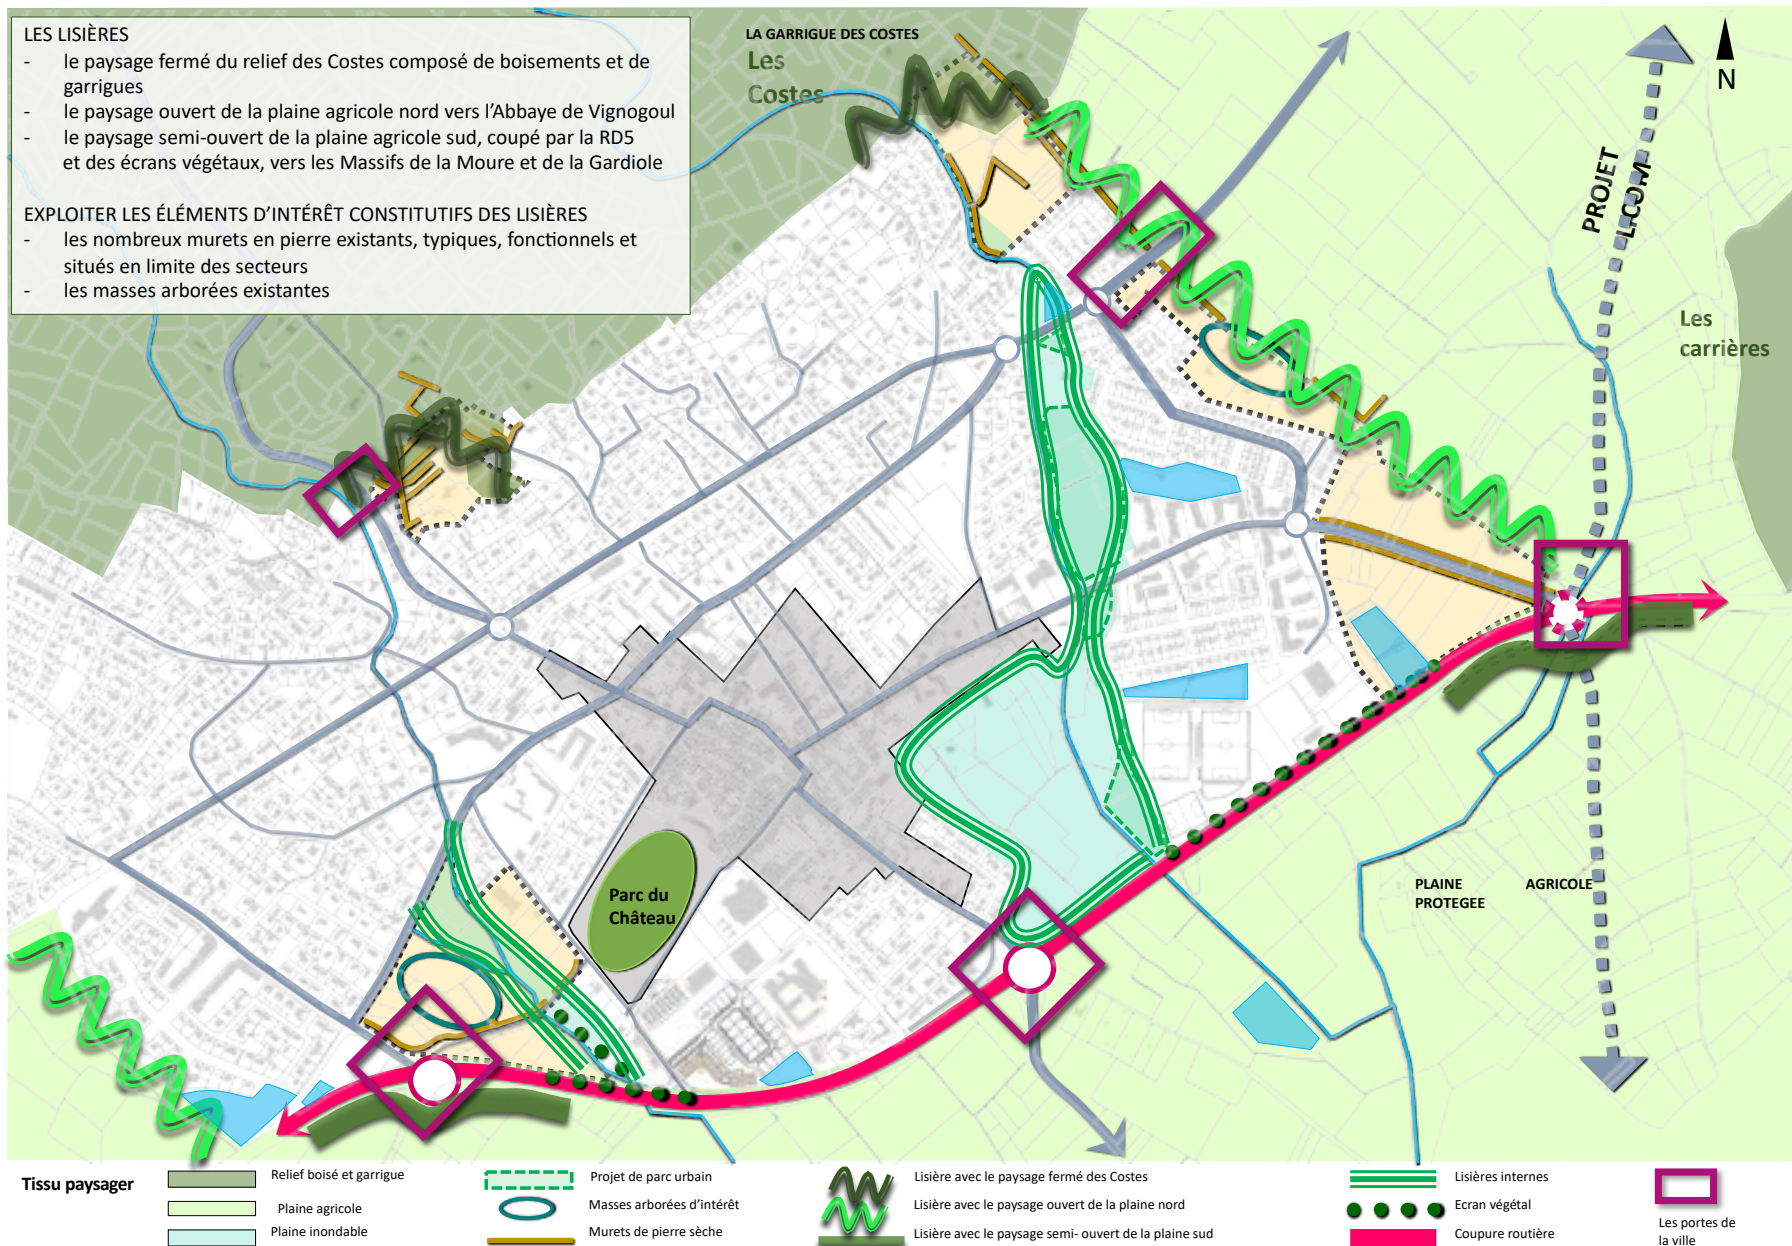 LES LISIÈRES
- le paysage fermé du relief des Costes composé de boisements et de
garrigues
- le paysage ouvert de la plaine agricole nord vers l'Abbaye de Vignogoul
- le paysage semi-ouvert de la plaine agricole sud, coupé par la RD5
et des écrans végétaux, vers les Massifs de la Moure et de la Gardiole
EXPLOITER LES ÉLÉMENTS D'INTÉRÊT CONSTITUTIFS DES LISIÈRES
- les nombreux murets en pierre existants, typiques, fonctionnels et
situés en limite des secteurs
- les masses arborées existantes
LA GARRIGUE DES COSTES
Les
Costes
N
PROJET
LICOM
Les
carrières
Parc du
Château
PLAINE AGRICOLE
PROTEGEE
Tissu paysager
Relief boisé et garrigue
Plaine agricole
Plaine inondable
Projet de parc urbain
Masses arborées d'intérêt
Murets de pierre sèche
Lisière avec le paysage fermé des Costes
Lisière avec le paysage ouvert de la plaine nord
Lisière avec le paysage semi- ouvert de la plaine sud
Lisières internes
Ecran végétal
Coupure routière
Les portes de
la ville